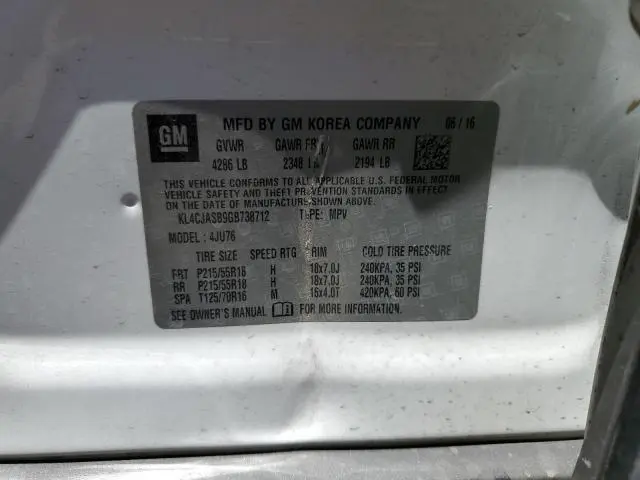 GM
MFD BY GM KOREA COMPANY 06/16
GVWR GAWR FRT GAWR RR
4286 LB 2348 LB 2194 LB
THIS VEHICLE CONFORMS TO ALL APPLICABLE U.S. FEDERAL MOTOR
VEHICLE SAFETY AND THEFT PREVENTION STANDARDS IN EFFECT
ON THE DATE OF MANUFACTURE SHOWN ABOVE.
KL4CJASB9GB738712 TYPE: MPV
MODEL : 4JU76
TIRE SIZE SPEED RTG RIM COLD TIRE PRESSURE
FRT P215/55R18 H 18x7.0J 240KPA, 35 PSI
RR P215/55R18 H 18x7.0J 240KPA, 35 PSI
SPA T125/70R16 M 16x4.0T 420KPA, 60 PSI
SEE OWNER'S MANUAL FOR MORE INFORMATION.